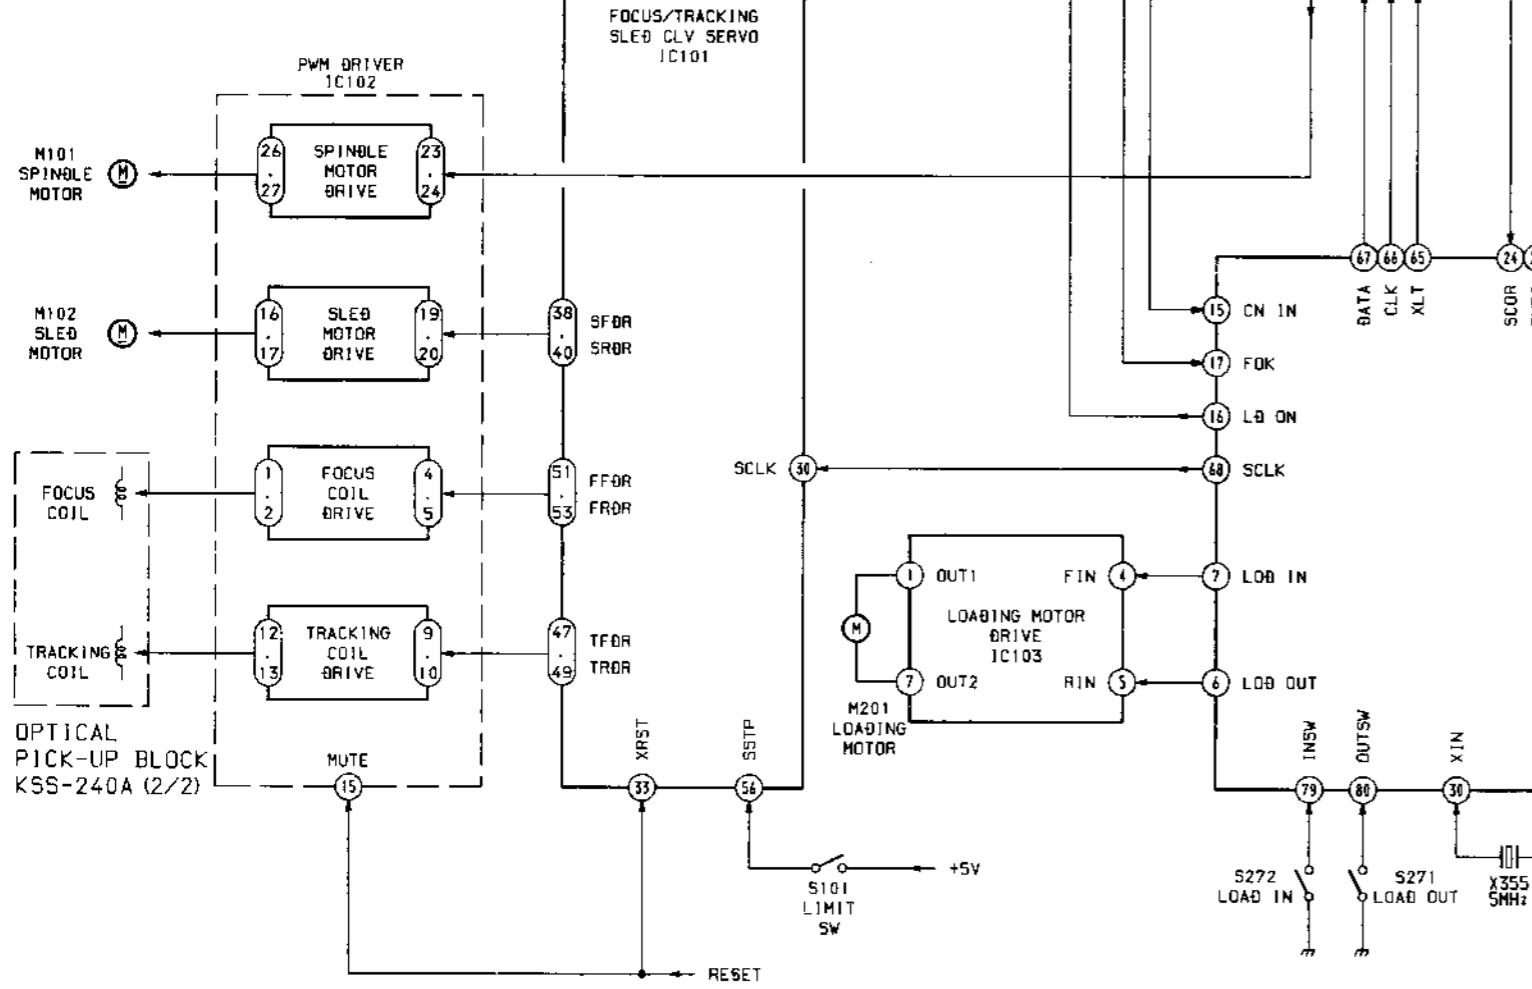 FOCUS/TRACKING
SLED CLV SERVO
IC101
PWM DRIVER
IC102
M101
SPINDLE
MOTOR
M
26
27
SPINDLE
MOTOR
DRIVE
23
24
M102
SLED
MOTOR
M
16
17
SLED
MOTOR
DRIVE
19
20
38
40
SFDR
SRDR
FOCUS
COIL
1
2
FOCUS
COIL
DRIVE
4
5
51
53
FFDR
FRDR
TRACKING
COIL
12
13
TRACKING
COIL
DRIVE
9
10
47
49
TFDR
TRDR
OPTICAL
PICK-UP BLOCK
KSS-240A (2/2)
MUTE
15
XRST
33
SSTP
56
S101
LIMIT
SW
+5V
RESET
SCLK 30
67 66 65
DATA
CLK
XLT
24
SCOR
15 CN IN
17 FOK
16 LD ON
68 SCLK
7 LOD IN
6 LOD OUT
1 OUT1
FIN 4
LOADING MOTOR
DRIVE
IC103
7 OUT2
RIN 5
M
M201
LOADING
MOTOR
INSW
79
OUTSW
80
XIN
30
S272
LOAD IN
S271
LOAD OUT
X355
5MHz